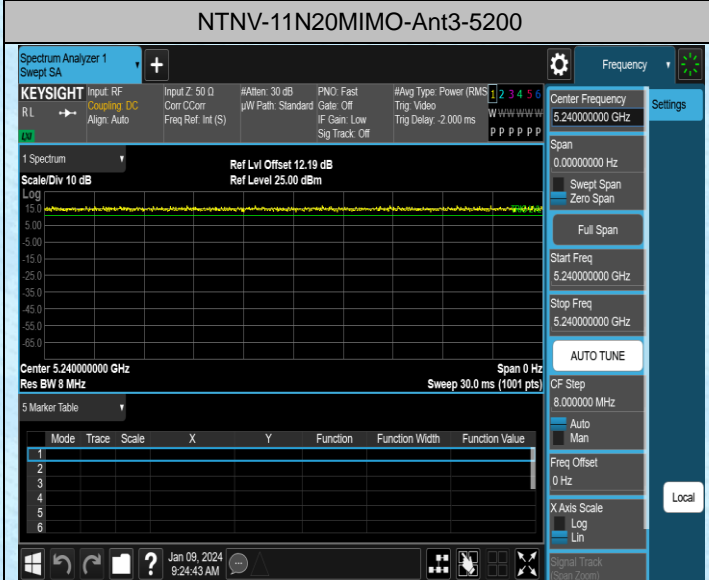 NTNV-11N20MIMO-Ant3-5200
Spectrum Analyzer 1
Swept SA
Frequency
KEYSIGHT
RL
LXI
Input: RF
Coupling: DC
Align: Auto
Input Z: 50 Ω
Corr CCorr
Freq Ref: Int (S)
#Atten: 30 dB
µW Path: Standard
PNO: Fast
Gate: Off
IF Gain: Low
Sig Track: Off
#Avg Type: Power (RMS
Trig: Video
Trig Delay: -2.000 ms
1 2 3 4 5 6
W W W W W W
P P P P P P
1 Spectrum
Scale/Div 10 dB
Ref Lvl Offset 12.19 dB
Ref Level 25.00 dBm
Log
15.0
5.00
-5.00
-15.0
-25.0
-35.0
-45.0
-55.0
-65.0
Center 5.240000000 GHz
Res BW 8 MHz
Span 0 Hz
Sweep 30.0 ms (1001 pts)
5 Marker Table
Mode Trace Scale X Y Function Function Width Function Value
1
2
3
4
5
6
Jan 09, 2024
9:24:43 AM
Center Frequency
5.240000000 GHz
Span
0.00000000 Hz
Swept Span
Zero Span
Full Span
Start Freq
5.240000000 GHz
Stop Freq
5.240000000 GHz
AUTO TUNE
CF Step
8.000000 MHz
Auto
Man
Freq Offset
0 Hz
X Axis Scale
Log
Lin
Signal Track
(Span Zoom)
Settings
Local